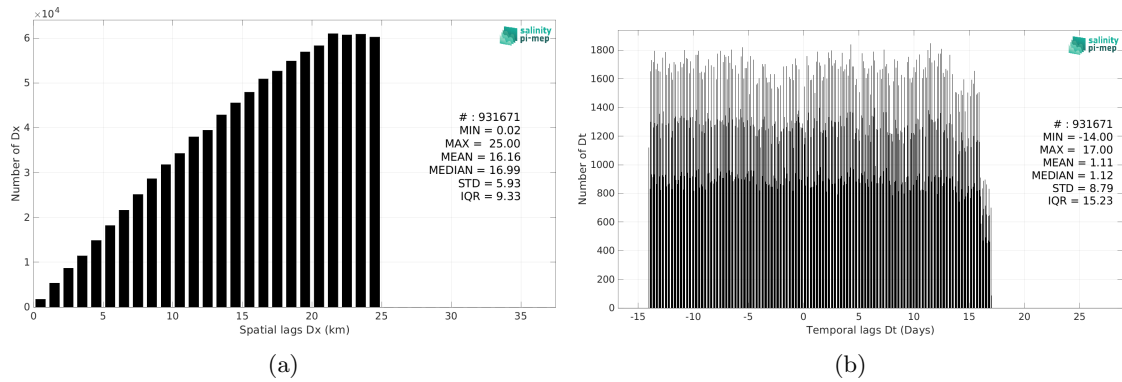 ×10⁴
6
5
4
3
2
1
0
Number of Dx
0 5 10 15 20 25 30 35
Spatial lags Dx (km)
salinity
pi-mep
# : 931671
MIN = 0.02
MAX = 25.00
MEAN = 16.16
MEDIAN = 16.99
STD = 5.93
IQR = 9.33
(a)
1800
1600
1400
1200
1000
800
600
400
200
0
Number of Dt
-15 -10 -5 0 5 10 15 20 25
Temporal lags Dt (Days)
salinity
pi-mep
# : 931671
MIN = -14.00
MAX = 17.00
MEAN = 1.11
MEDIAN = 1.12
STD = 8.79
IQR = 15.23
(b)